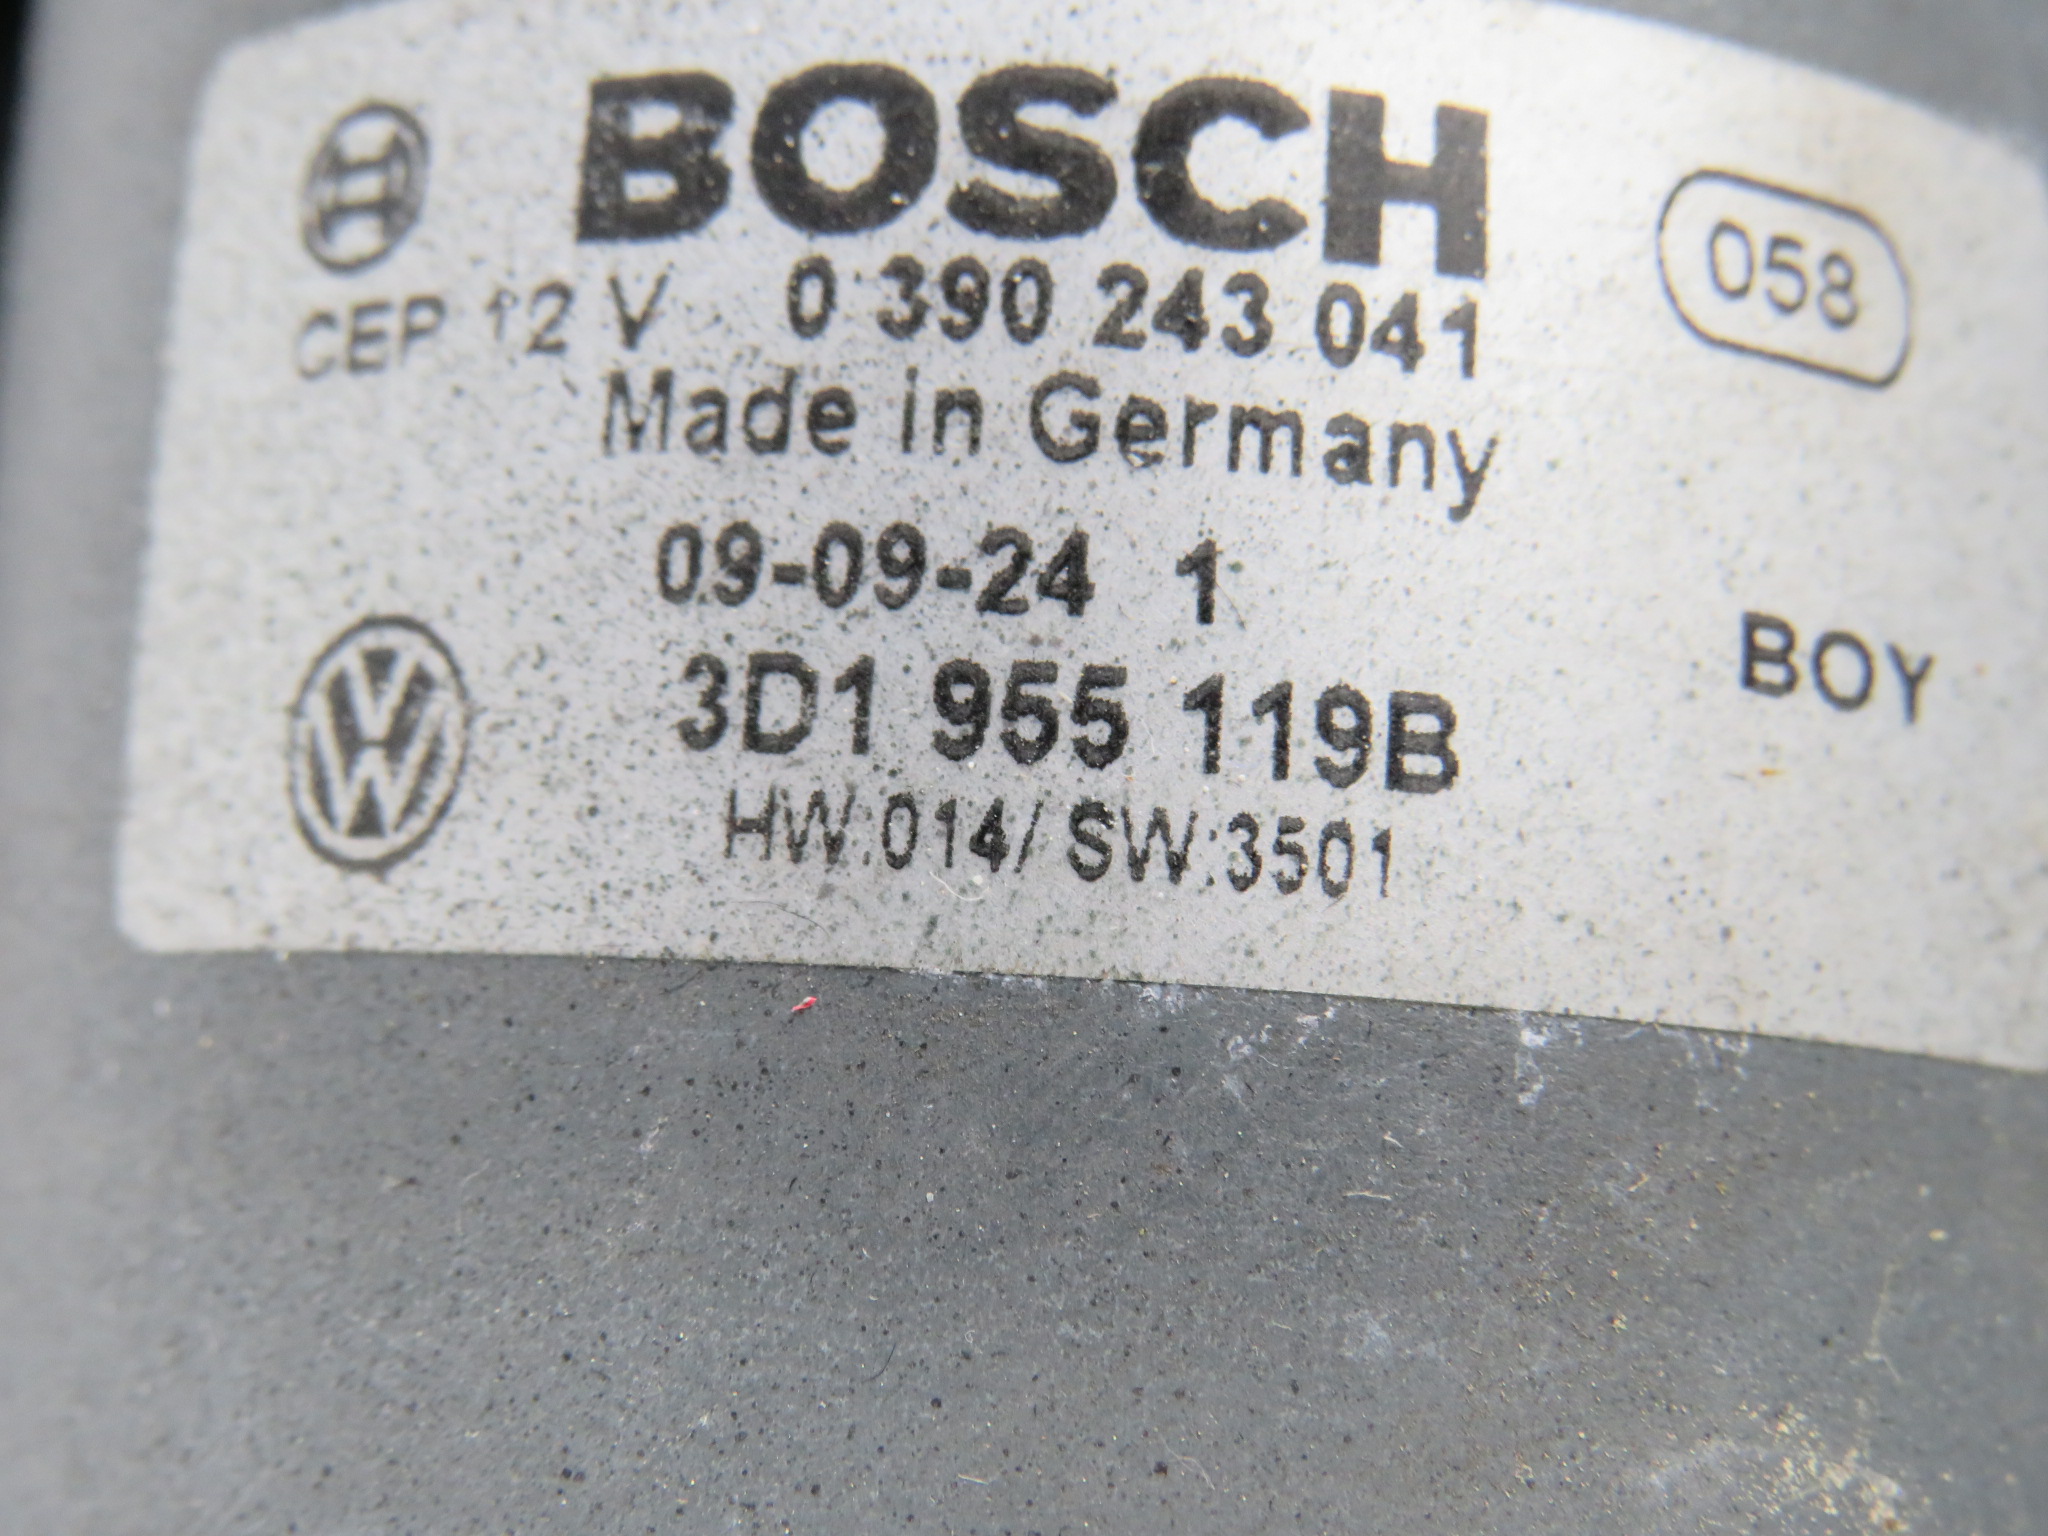 BOSCH
058
CEP 12 V 0 390 243 041
Made in Germany
09-09-24 1
3D1 955 119B
BOY
HW:014/ SW:3501